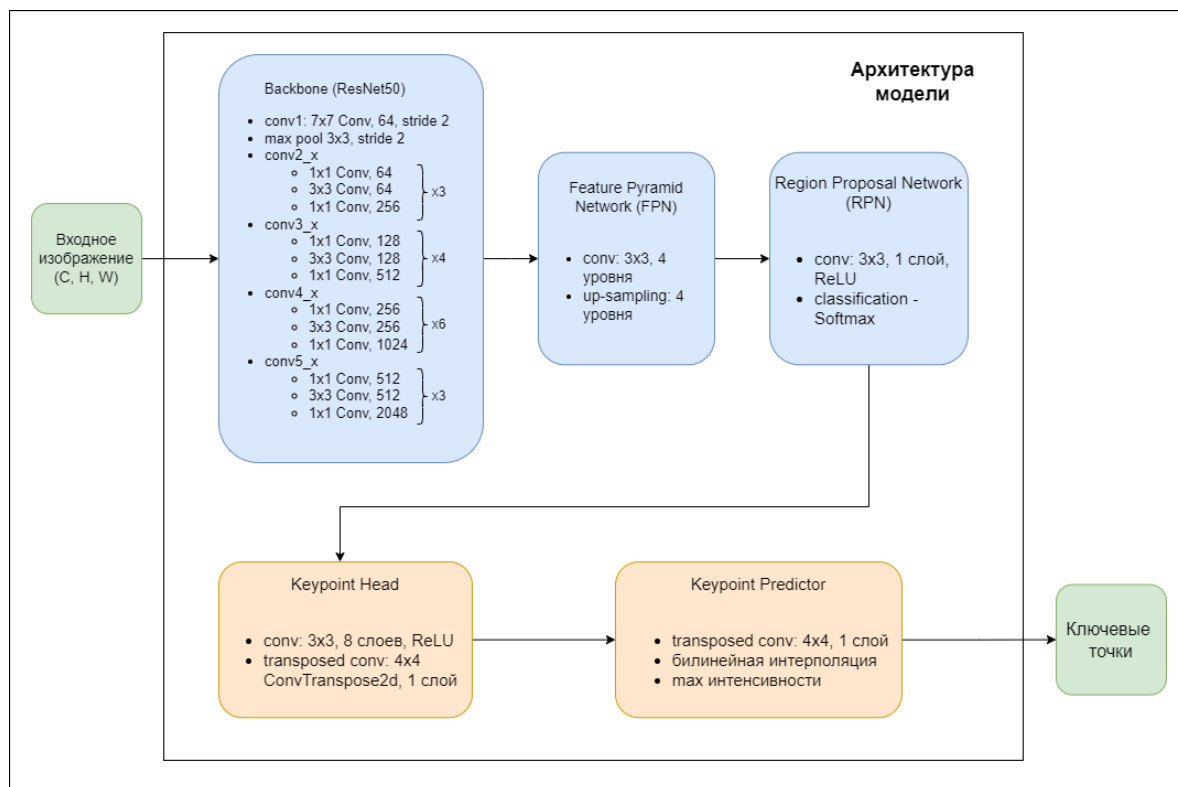 Архитектура
модели
Входное
изображение
(C, H, W)
Backbone (ResNet50)
• conv1: 7x7 Conv, 64, stride 2
• max pool 3x3, stride 2
• conv2_x
○ 1x1 Conv, 64
○ 3x3 Conv, 64
○ 1x1 Conv, 256
x3
• conv3_x
○ 1x1 Conv, 128
○ 3x3 Conv, 128
○ 1x1 Conv, 512
x4
• conv4_x
○ 1x1 Conv, 256
○ 3x3 Conv, 256
○ 1x1 Conv, 1024
x6
• conv5_x
○ 1x1 Conv, 512
○ 3x3 Conv, 512
○ 1x1 Conv, 2048
x3
Feature Pyramid
Network (FPN)
• conv: 3x3, 4
уровня
• up-sampling: 4
уровня
Region Proposal Network
(RPN)
• conv: 3x3, 1 слой,
ReLU
• classification -
Softmax
Keypoint Head
• conv: 3x3, 8 слоев, ReLU
• transposed conv: 4x4
ConvTranspose2d, 1 слой
Keypoint Predictor
• transposed conv: 4x4, 1 слой
• билинейная интерполяция
• max интенсивности
Ключевые
точки